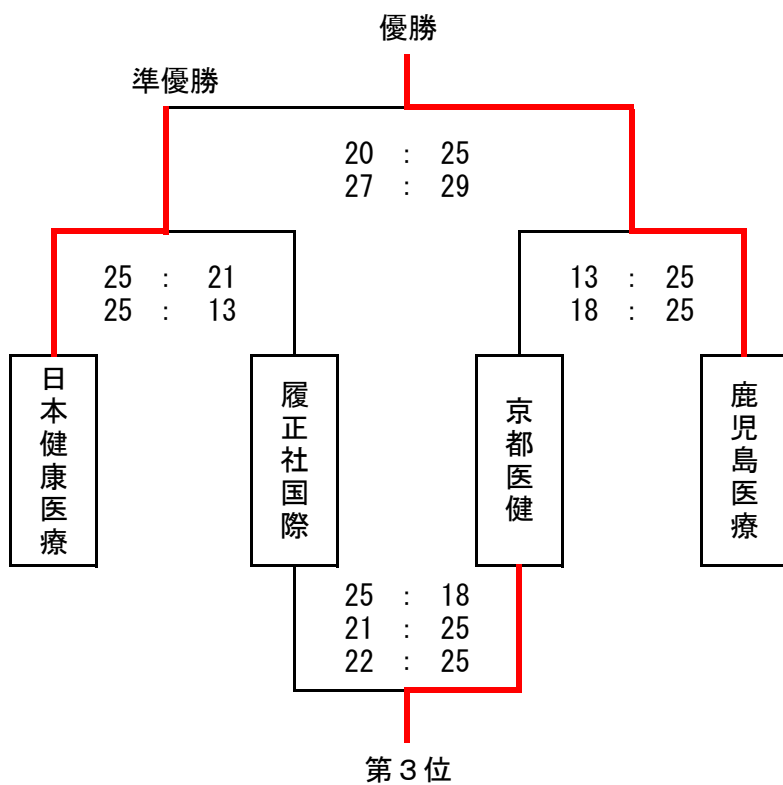 優勝
準優勝
20 : 25
27 : 29
25 : 21
25 : 13
13 : 25
18 : 25
日本健康医療
履正社国際
京都医健
鹿児島医療
25 : 18
21 : 25
22 : 25
第３位